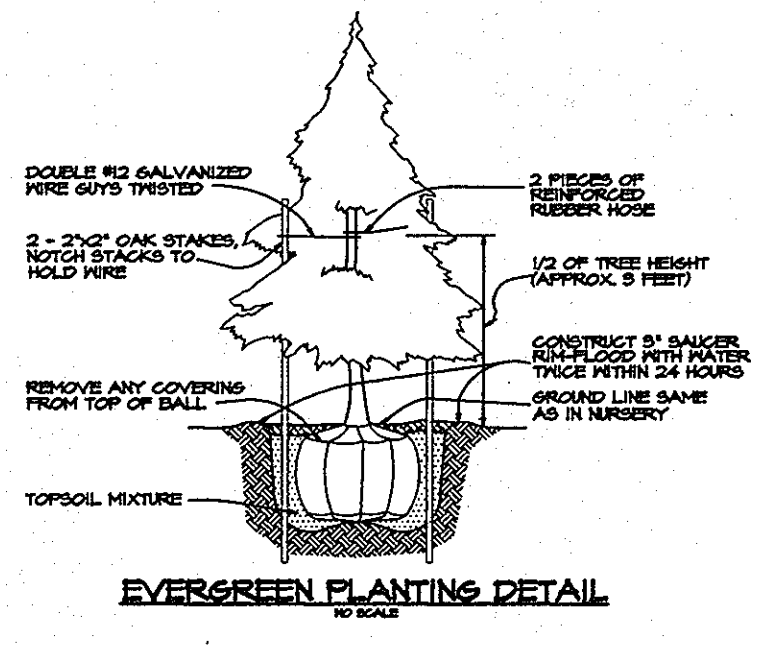 DOUBLE #12 GALVANIZED
WIRE GUYS TWISTED
2 PIECES OF
REINFORCED
RUBBER HOSE
2 - 2"x2" OAK STAKES,
NOTCH STACKS TO
HOLD WIRE
1/2 OF TREE HEIGHT
(APPROX. 5 FEET)
CONSTRUCT 3" SAUCER
RIM-FLOOD WITH WATER
TWICE WITHIN 24 HOURS
REMOVE ANY COVERING
FROM TOP OF BALL
GROUND LINE SAME
AS IN NURSERY
TOPSOIL MIXTURE
EVERGREEN PLANTING DETAIL
NO SCALE